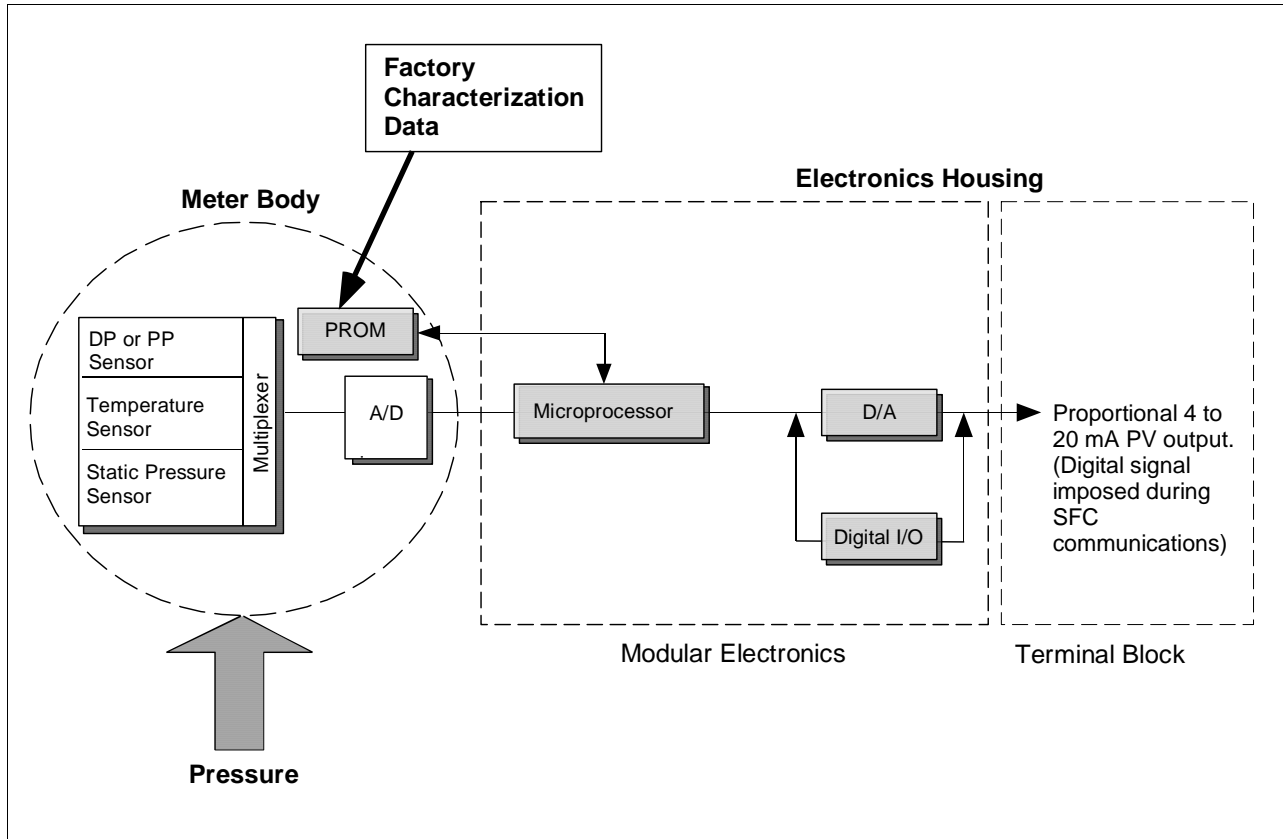 Factory
Characterization
Data
Meter Body
Electronics Housing
PROM
DP or PP
Sensor
Temperature
Sensor
Static Pressure
Sensor
Multiplexer
A/D
Microprocessor
D/A
Digital I/O
Proportional 4 to
20 mA PV output.
(Digital signal
imposed during
SFC
communications)
Modular Electronics
Terminal Block
Pressure